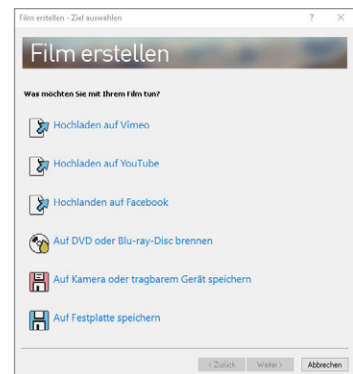 Film erstellen - Ziel auswählen
Film erstellen
Was möchten Sie mit Ihrem Film tun?
Hochladen auf Vimeo
Hochladen auf YouTube
Hochlanden auf Facebook
Auf DVD oder Blu-ray-Disc brennen
Auf Kamera oder tragbarem Gerät speichern
Auf Festplatte speichern
< Zurück Weiter > Abbrechen